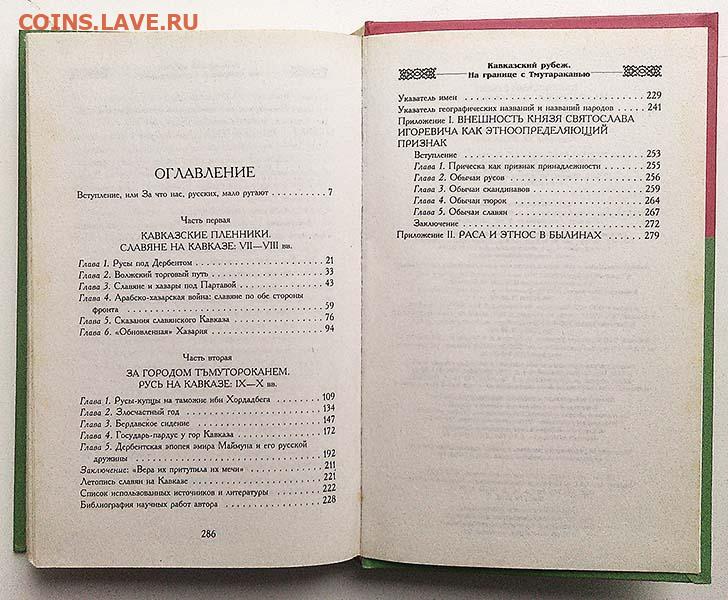 COINS.LAVE.RU
ОГЛАВЛЕНИЕ
Вступление, или За что нас, русских, мало ругают .......... 7
Часть первая
КАВКАЗСКИЕ ПЛЕННИКИ.
СЛАВЯНЕ НА КАВКАЗЕ: VII—VIII вв.
Глава 1. Русы под Дербентом .......... 21
Глава 2. Волжский торговый путь .......... 33
Глава 3. Славяне и хазары под Партавой .......... 43
Глава 4. Арабско-хазарская война: славяне по обе стороны
фронта .......... 59
Глава 5. Сказания славянского Кавказа .......... 76
Глава 6. «Обновленная» Хазария .......... 94
Часть вторая
ЗА ГОРОДОМ ТЪМУТОРОКАНЕМ.
РУСЬ НА КАВКАЗЕ: IX—X вв.
Глава 1. Русы-купцы на таможне ибн Хордадбега .......... 109
Глава 2. Злосчастный год .......... 134
Глава 3. Бердавское сидение .......... 147
Глава 4. Государь-пардус у гор Кавказа .......... 172
Глава 5. Дербентская эпопея эмира Маймуна и его русской
дружины .......... 192
Заключение: «Вера их притупила их мечи» .......... 211
Летопись славян на Кавказе .......... 221
Список использованных источников и литературы .......... 222
Библиография научных работ автора .......... 228
286
Кавказский рубеж.
На границе с Тмутараканью
Указатель имен .......... 229
Указатель географических названий и названий народов .......... 241
Приложение I. ВНЕШНОСТЬ КНЯЗЯ СВЯТОСЛАВА
ИГОРЕВИЧА КАК ЭТНООПРЕДЕЛЯЮЩИЙ
ПРИЗНАК
Вступление .......... 253
Глава 1. Прическа как признак принадлежности .......... 255
Глава 2. Обычаи русов .......... 256
Глава 3. Обычаи скандинавов .......... 259
Глава 4. Обычаи тюрок .......... 264
Глава 5. Обычаи славян .......... 267
Заключение .......... 272
Приложение II. РАСА И ЭТНОС В БЫЛИНАХ .......... 279